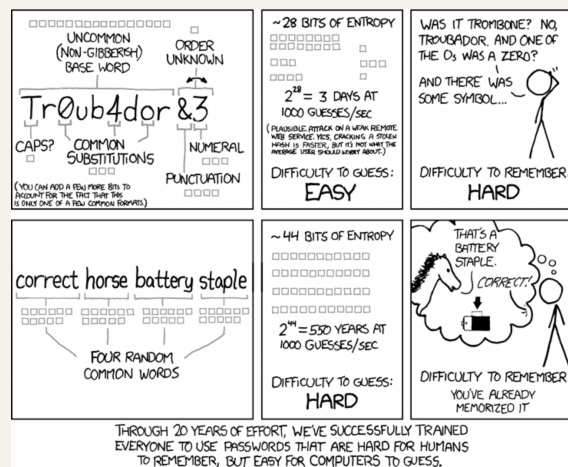 UNCOMMON
(NON-GIBBERISH)
BASE WORD
ORDER
UNKNOWN
Tr0ub4dor &3
CAPS?
COMMON
SUBSTITUTIONS
NUMERAL
PUNCTUATION
(YOU CAN ADD A FEW MORE BITS TO
ACCOUNT FOR THE FACT THAT THIS
IS ONLY ONE OF A FEW COMMON FORMATS.)
~28 BITS OF ENTROPY
2^28 = 3 DAYS AT
1000 GUESSES/SEC
(PLAUSIBLE ATTACK ON A WEAK REMOTE
WEB SERVICE. YES, CRACKING A STOLEN
HASH IS FASTER, BUT IT'S NOT WHAT THE
AVERAGE USER SHOULD WORRY ABOUT.)
DIFFICULTY TO GUESS:
EASY
WAS IT TROMBONE? NO,
TROUBADOR. AND ONE OF
THE Os WAS A ZERO?
AND THERE WAS
SOME SYMBOL...
DIFFICULTY TO REMEMBER:
HARD
correct horse battery staple
FOUR RANDOM
COMMON WORDS
~44 BITS OF ENTROPY
2^44 = 550 YEARS AT
1000 GUESSES/SEC
DIFFICULTY TO GUESS:
HARD
THAT'S A
BATTERY
STAPLE.
CORRECT!
DIFFICULTY TO REMEMBER:
YOU'VE ALREADY
MEMORIZED IT
THROUGH 20 YEARS OF EFFORT, WE'VE SUCCESSFULLY TRAINED
EVERYONE TO USE PASSWORDS THAT ARE HARD FOR HUMANS
TO REMEMBER, BUT EASY FOR COMPUTERS TO GUESS.